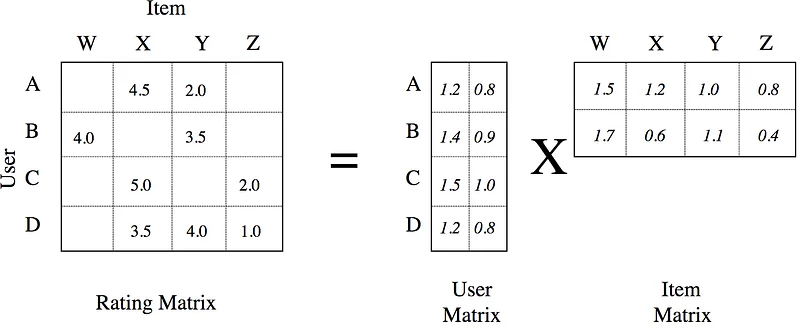 Item
W X Y Z W X Y Z
A 4.5 2.0 A 1.2 0.8 1.5 1.2 1.0 0.8
B 4.0 3.5 B 1.4 0.9 1.7 0.6 1.1 0.4
User = X
C 5.0 2.0 C 1.5 1.0
D 3.5 4.0 1.0 D 1.2 0.8
Rating Matrix
User
Matrix
Item
Matrix